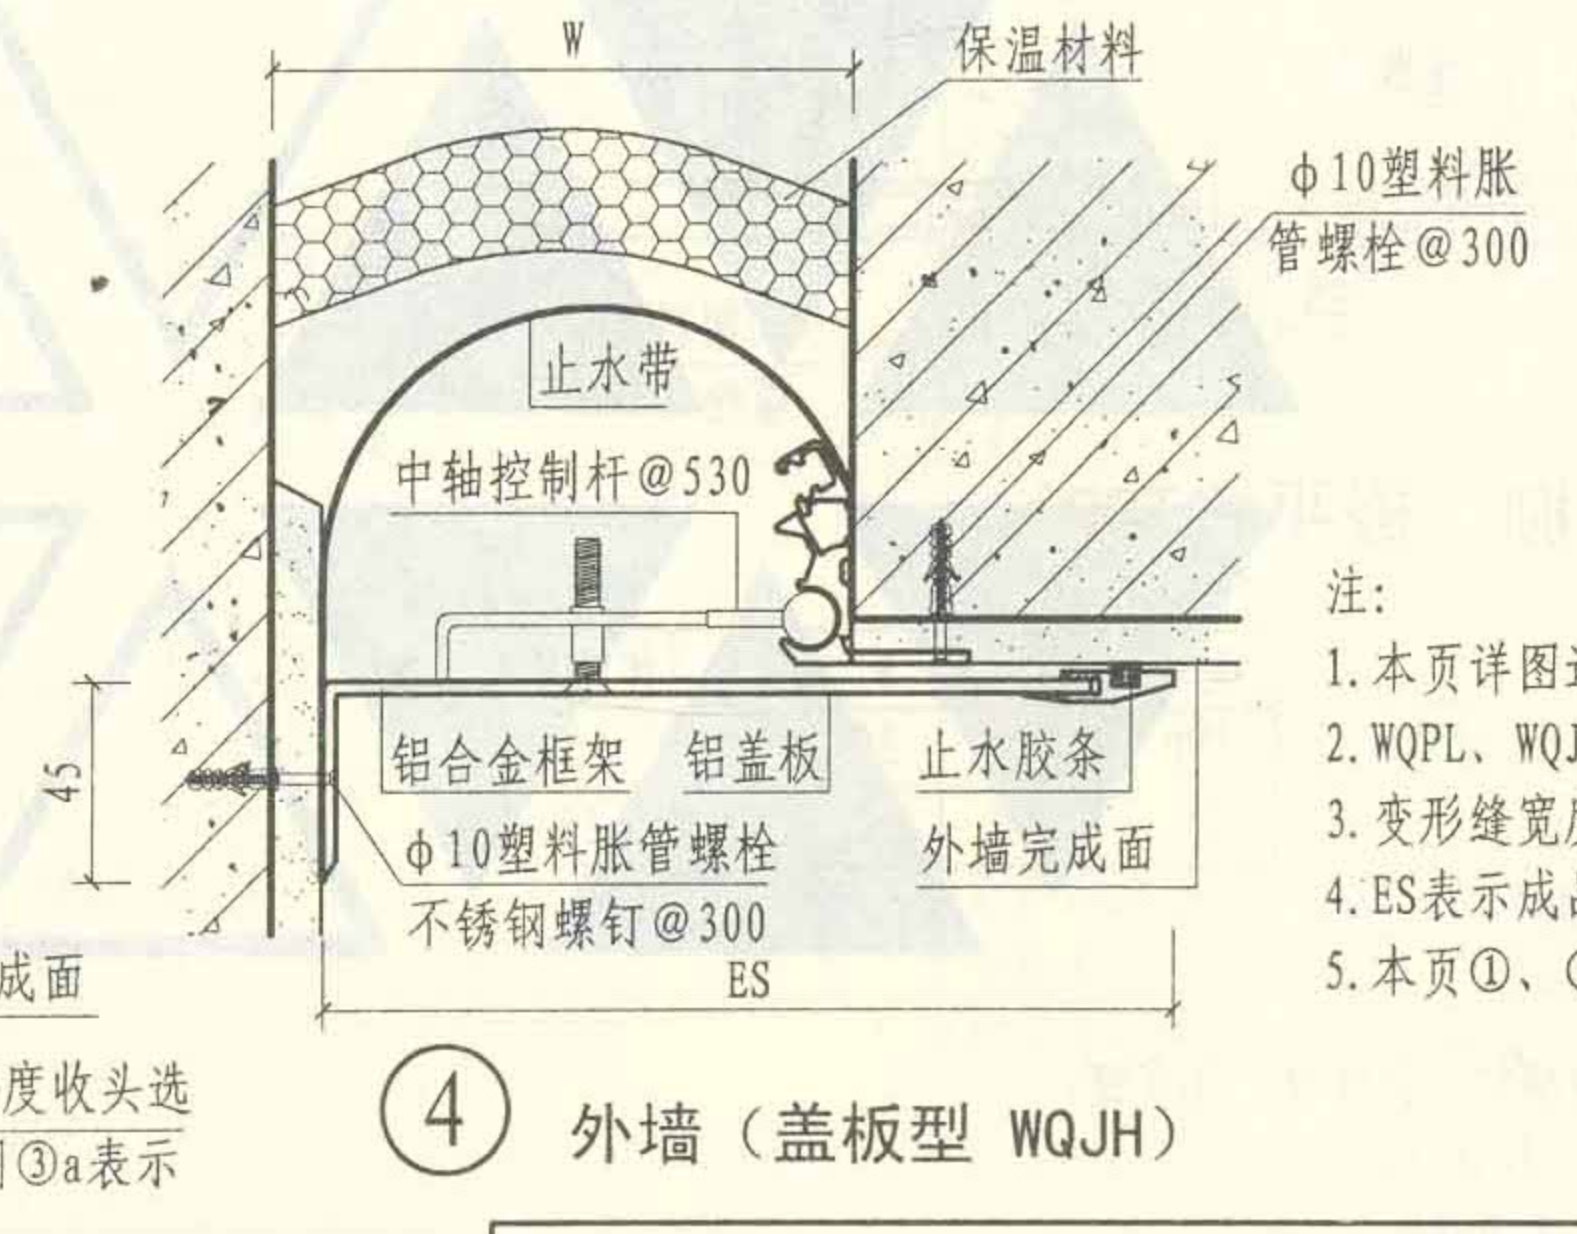 W
保温材料
φ10塑料胀
管螺栓@300
止水带
中轴控制杆@530
注:
1.本页详图
2.WQPL、WQJ
铝合金框架
铝盖板
止水胶条
45
3.变形缝宽
φ10塑料胀管螺栓
外墙完成面
4.ES表示成
不锈钢螺钉@300
成面
ES
5.本页①、
度收头选
③a表示
4
外墙（盖板型 WQJH）